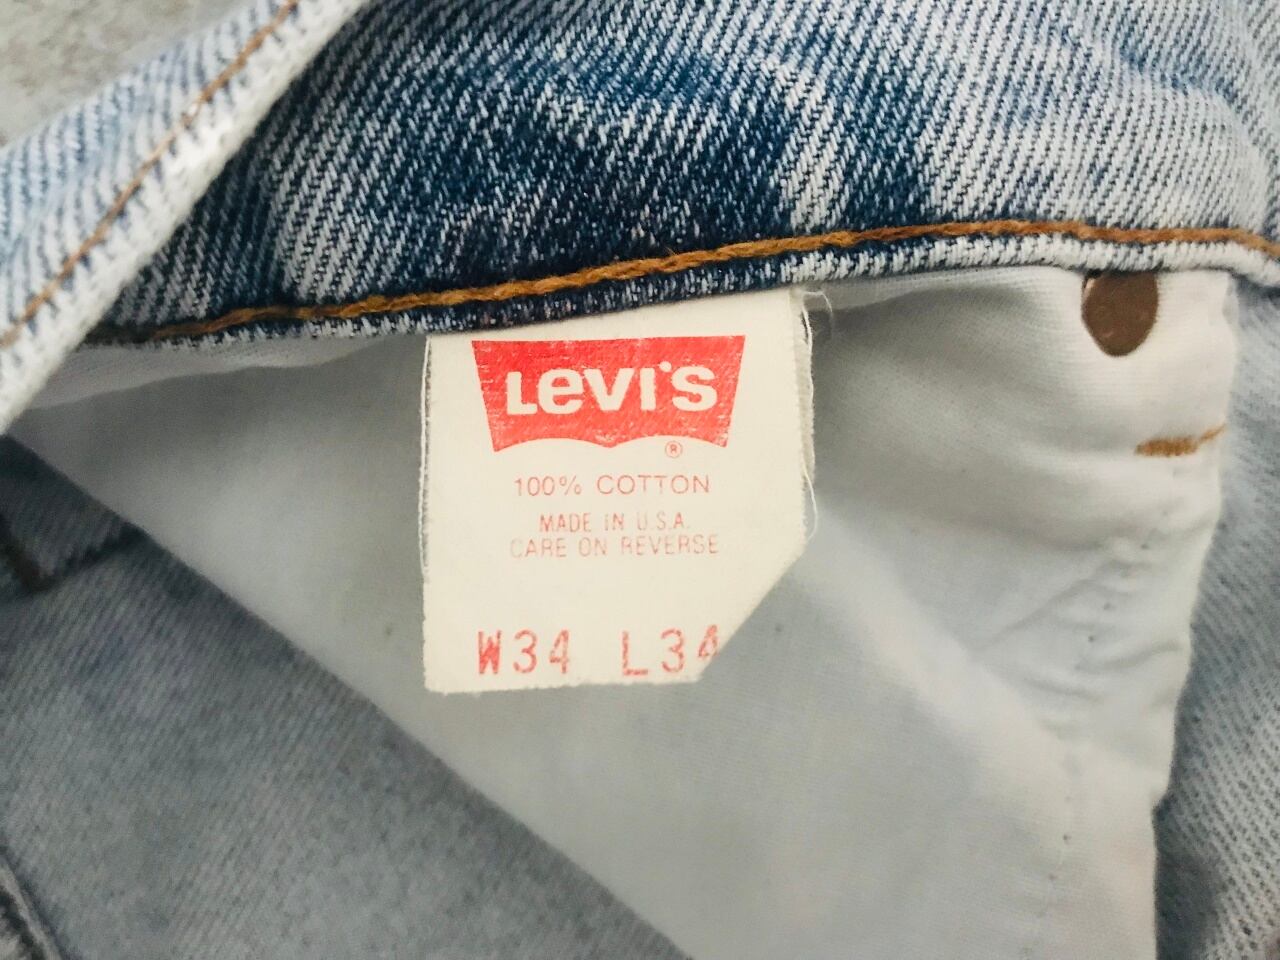 LEVI'S
®
100% COTTON
MADE IN U.S.A.
CARE ON REVERSE
W34 L34